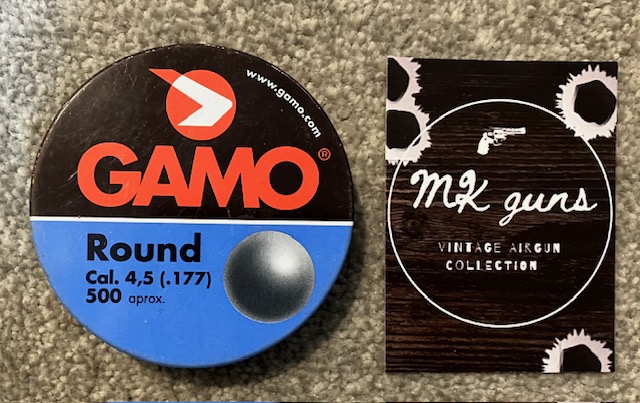 www.gamo.com
GAMO®
Round
Cal. 4,5 (.177)
500 aprox.
MK guns
VINTAGE AIRGUN
COLLECTION